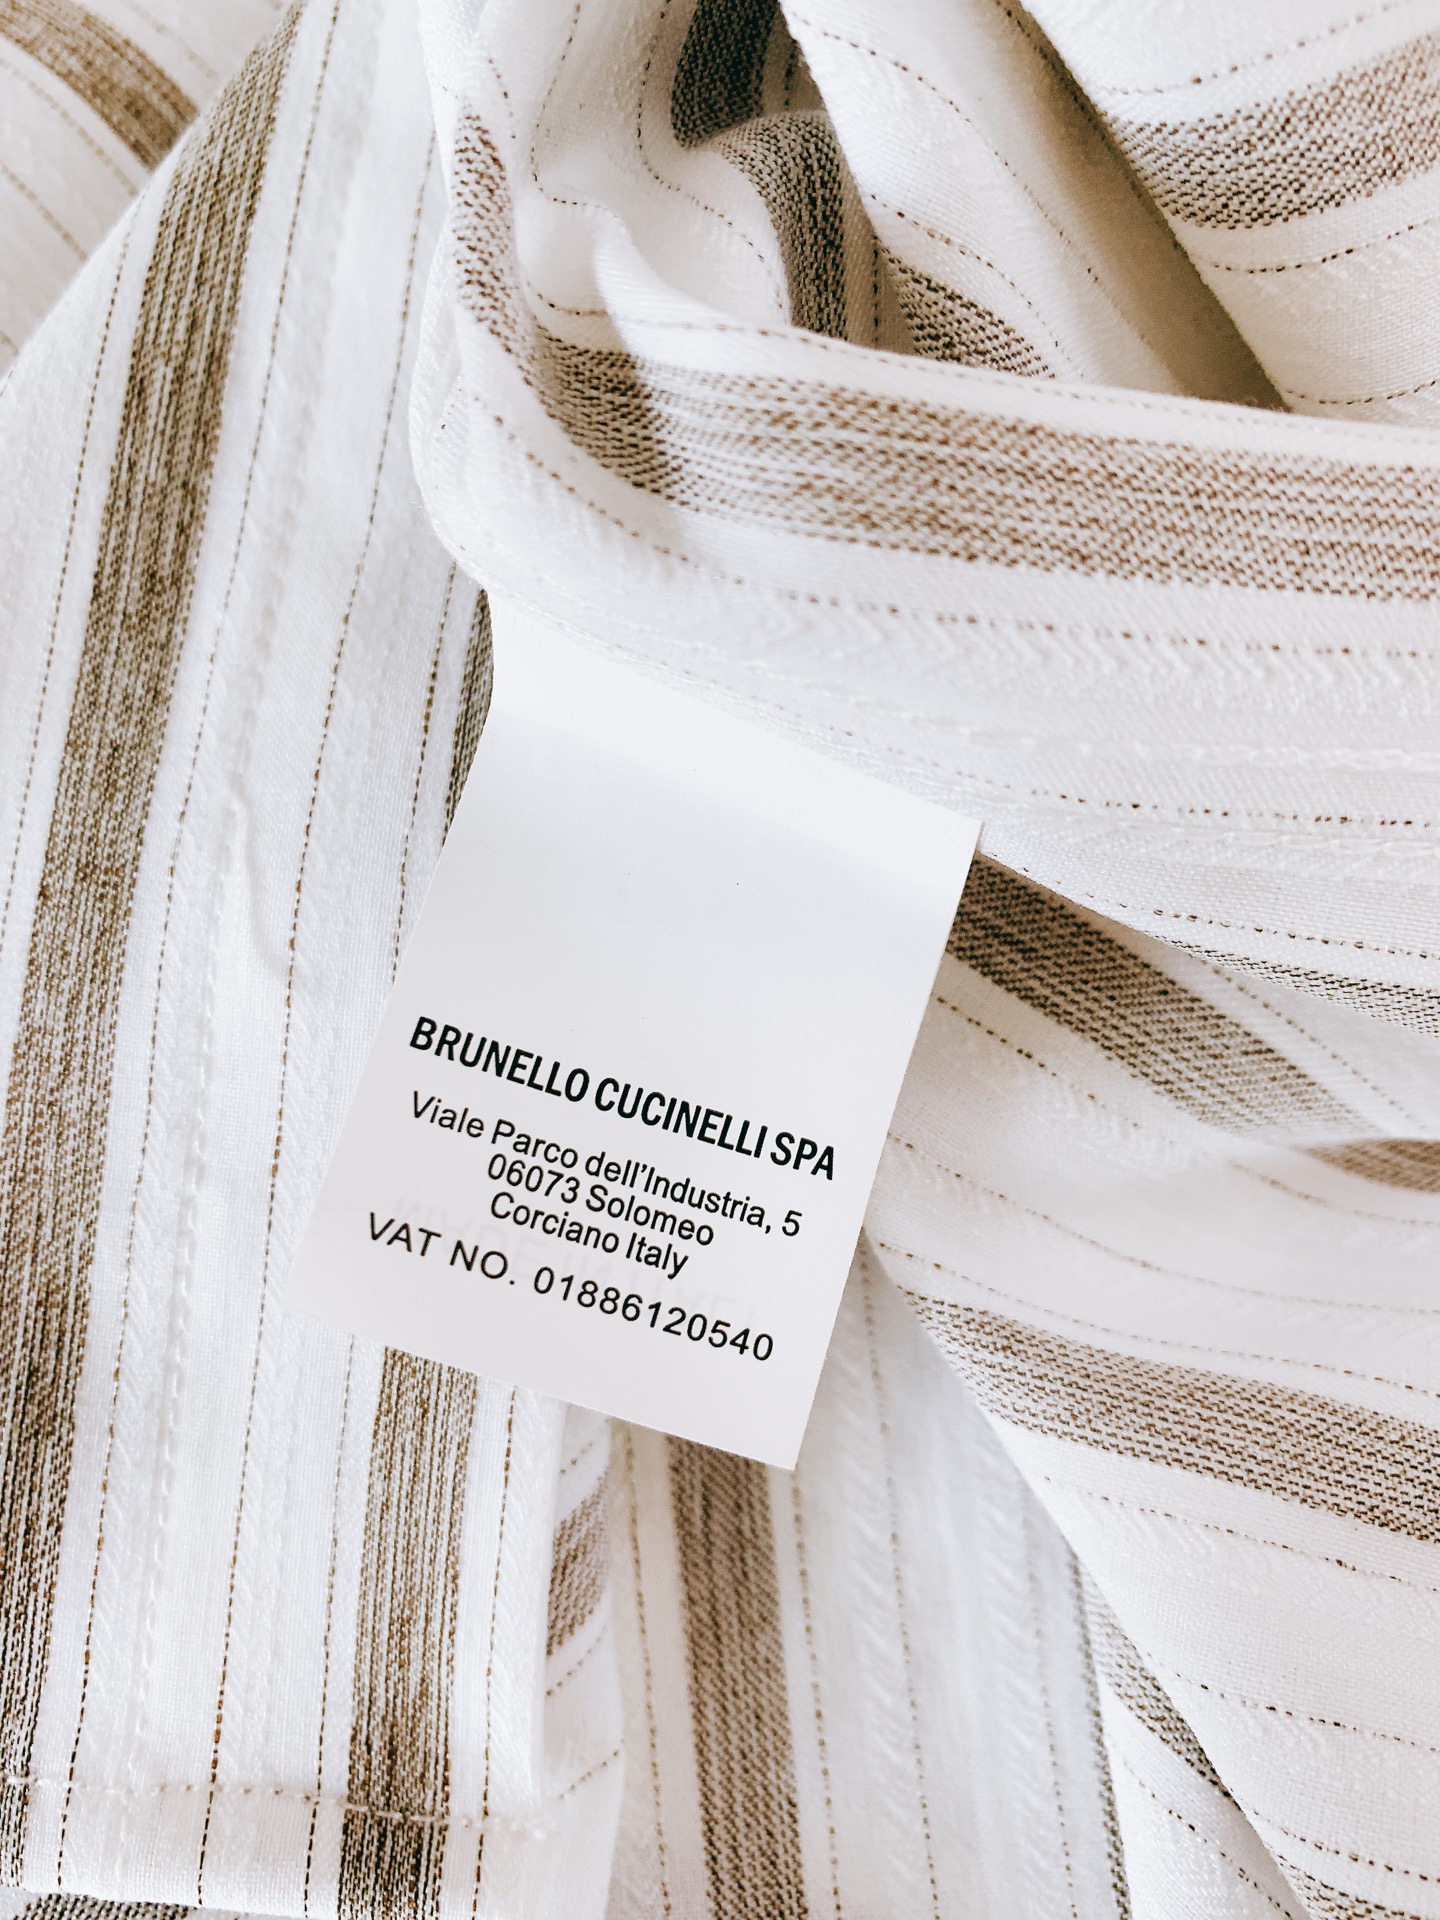 BRUNELLO CUCINELLI SPA
Viale Parco dell'Industria, 5
06073 Solomeo
Corciano Italy
VAT NO. 01886120540